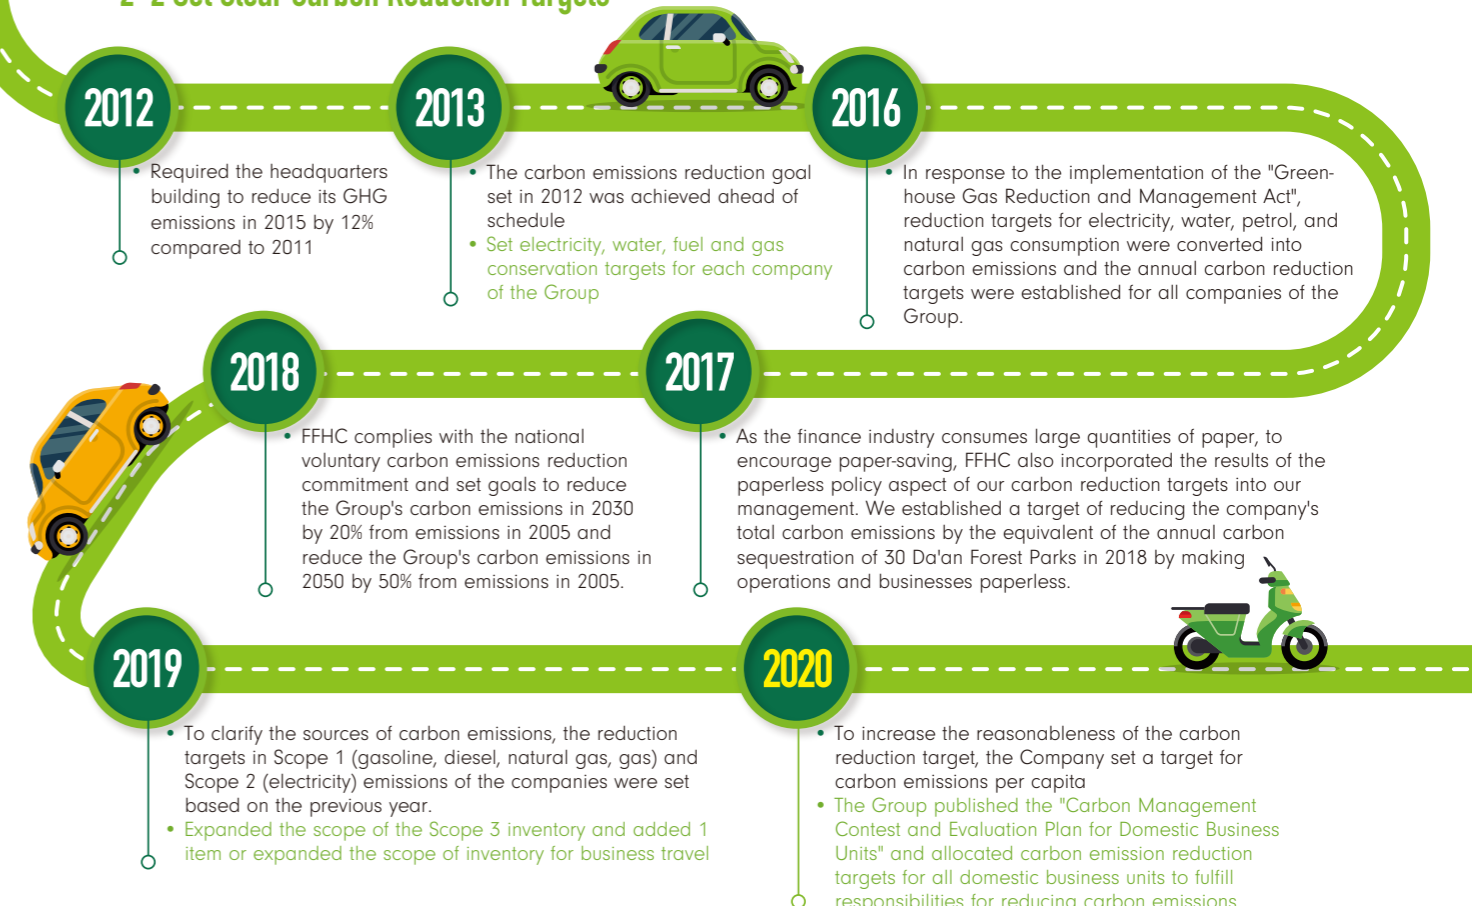 2-2 Set Clear Carbon Reduction Targets
2012
Required the headquarters
building to reduce its GHG
emissions in 2015 by 12%
compared to 2011
2013
• The carbon emissions reduction goal
set in 2012 was achieved ahead of
schedule
• Set electricity, water, fuel and gas
conservation targets for each company
of the Group
2016
• In response to the implementation of the "Green-
house Gas Reduction and Management Act",
reduction targets for electricity, water, petrol, and
natural gas consumption were converted into
carbon emissions and the annual carbon reduction
targets were established for all companies of the
Group.
2017
• As the finance industry consumes large quantities of paper, to
encourage paper-saving, FFHC also incorporated the results of the
paperless policy aspect of our carbon reduction targets into our
management. We established a target of reducing the company's
total carbon emissions by the equivalent of the annual carbon
sequestration of 30 Da'an Forest Parks in 2018 by making
operations and businesses paperless.
2018
• FFHC complies with the national
voluntary carbon emissions reduction
commitment and set goals to reduce
the Group's carbon emissions in 2030
by 20% from emissions in 2005 and
reduce the Group's carbon emissions in
2050 by 50% from emissions in 2005.
2019
• To clarify the sources of carbon emissions, the reduction
targets in Scope 1 (gasoline, diesel, natural gas, gas) and
Scope 2 (electricity) emissions of the companies were set
based on the previous year.
• Expanded the scope of the Scope 3 inventory and added 1
item or expanded the scope of inventory for business travel
2020
• To increase the reasonableness of the carbon
reduction target, the Company set a target for
carbon emissions per capita
• The Group published the "Carbon Management
Contest and Evaluation Plan for Domestic Business
Units" and allocated carbon emission reduction
targets for all domestic business units to fulfill
responsibilities for reducing carbon emissions